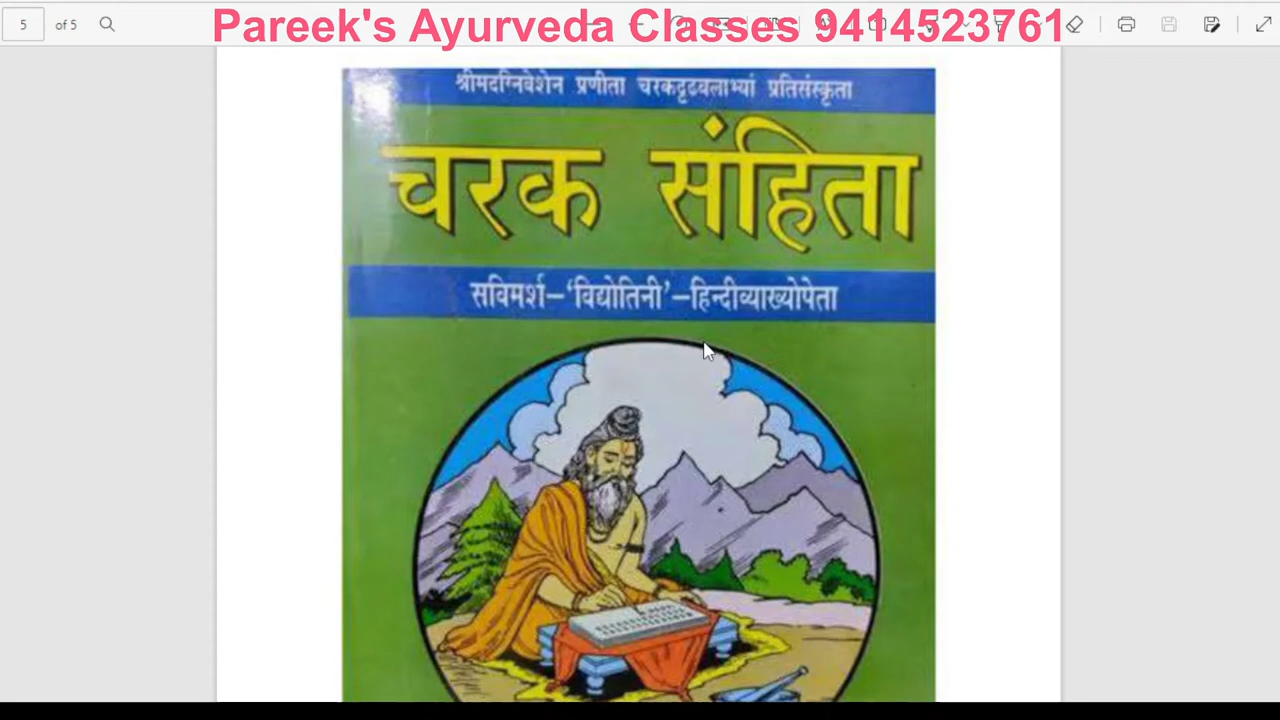 Pareek's Ayurveda Classes 9414523761
5 of 5
श्रीमदग्निवेशेन प्रणीता चरकदृढबलाभ्यां प्रतिसंस्कृता
चरक संहिता
सविमर्श-‘विद्योतिनी’-हिन्दीव्याख्योपेता